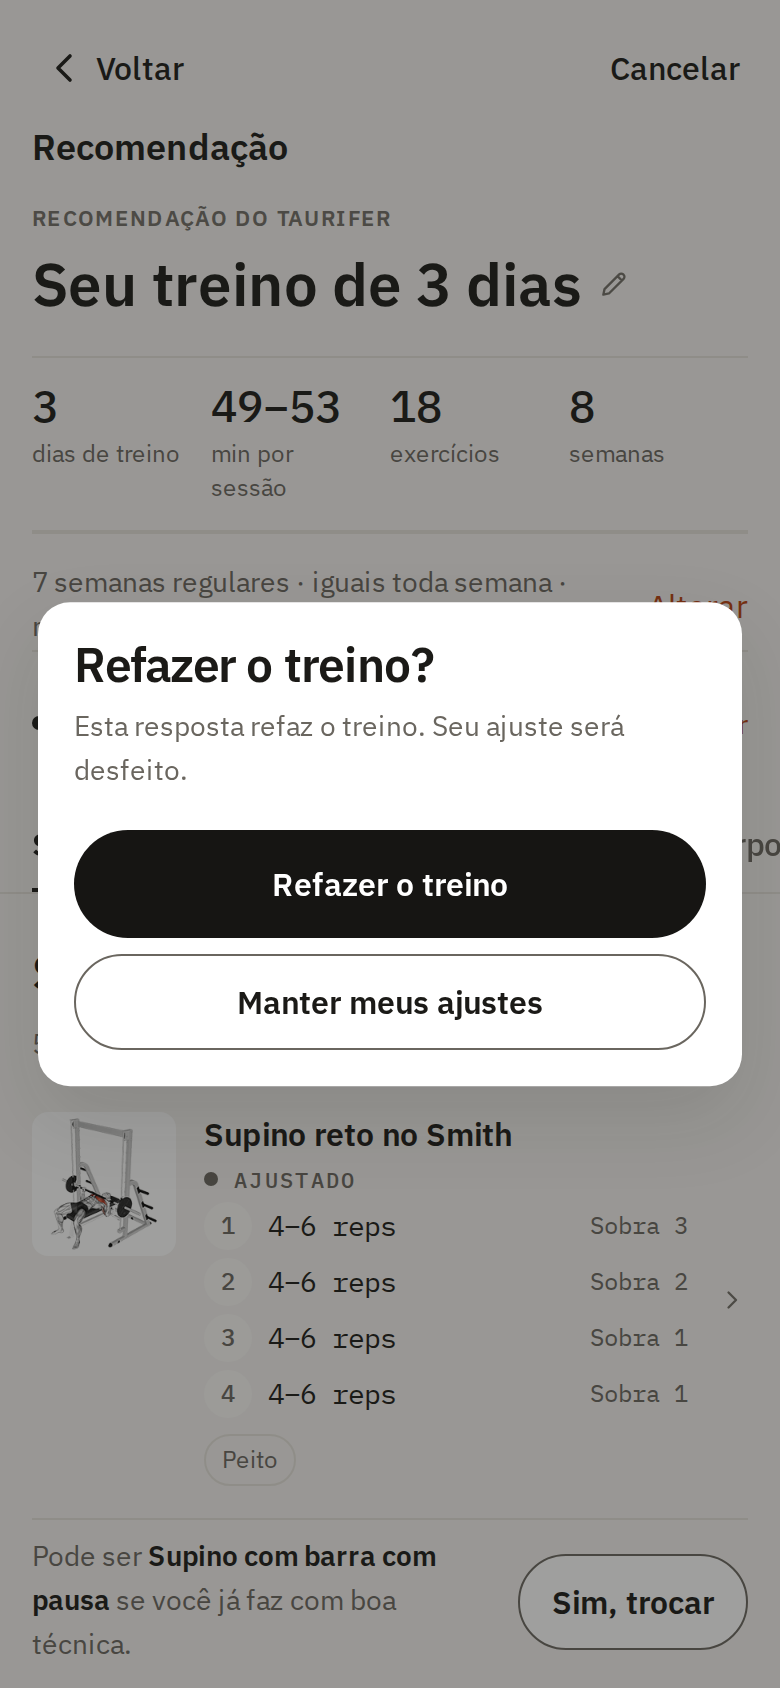 Voltar
Cancelar
Recomendação
RECOMENDAÇÃO DO TAURIFER
Seu treino de 3 dias
3
dias de treino
49–53
min por
sessão
18
exercícios
8
semanas
7 semanas regulares · iguais toda semana ·
Alterar
Refazer o treino?
Esta resposta refaz o treino. Seu ajuste será
desfeito.
Refazer o treino
Manter meus ajustes
Supino reto no Smith
AJUSTADO
1 4–6 reps Sobra 3
2 4–6 reps Sobra 2
3 4–6 reps Sobra 1
4 4–6 reps Sobra 1
Peito
Pode ser Supino com barra com
pausa se você já faz com boa
técnica.
Sim, trocar